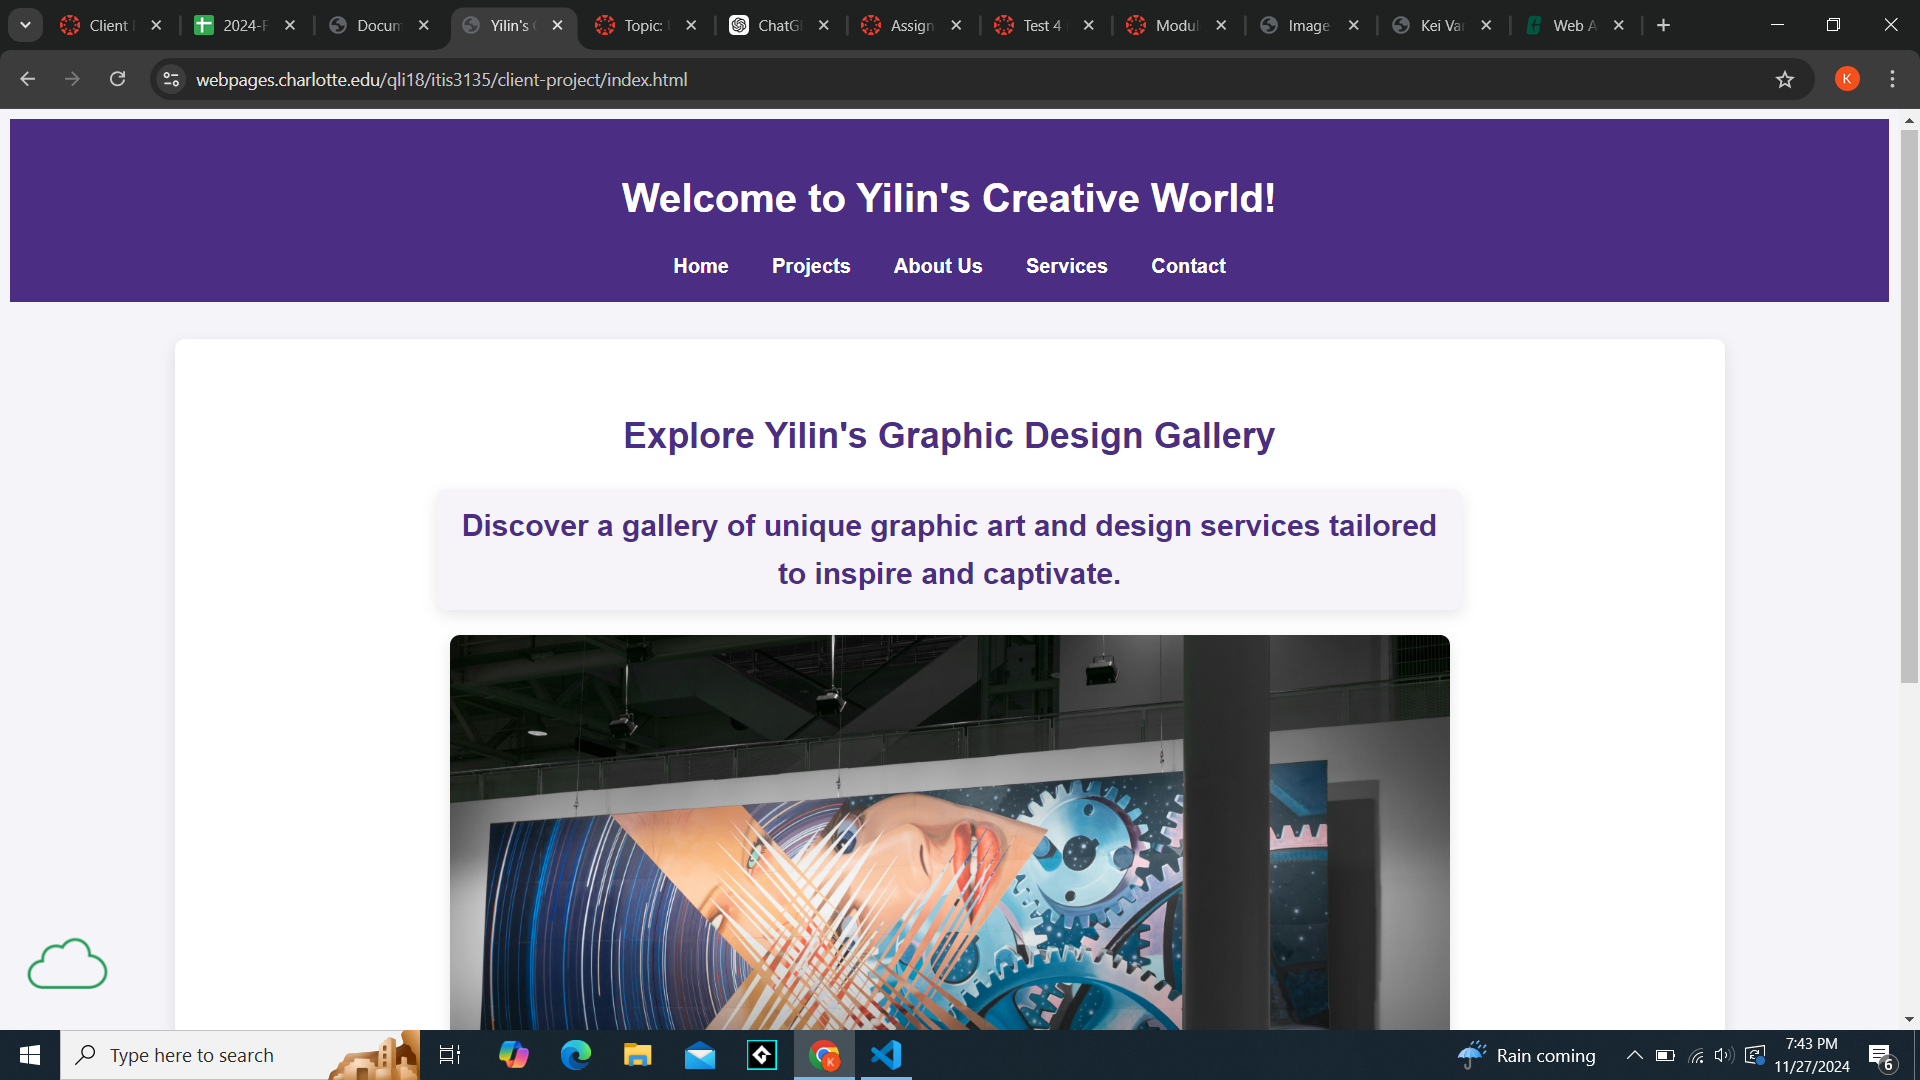 Client
2024-F
Docum
Yilin's
Topic:
ChatG
Assign
Test 4
Modul
Image
Kei Va
Web A
webpages.charlotte.edu/qli18/itis3135/client-project/index.html
K
Welcome to Yilin's Creative World!
Home Projects About Us Services Contact
Explore Yilin's Graphic Design Gallery
Discover a gallery of unique graphic art and design services tailored
to inspire and captivate.
Type here to search
K
Rain coming
7:43 PM
11/27/2024
6